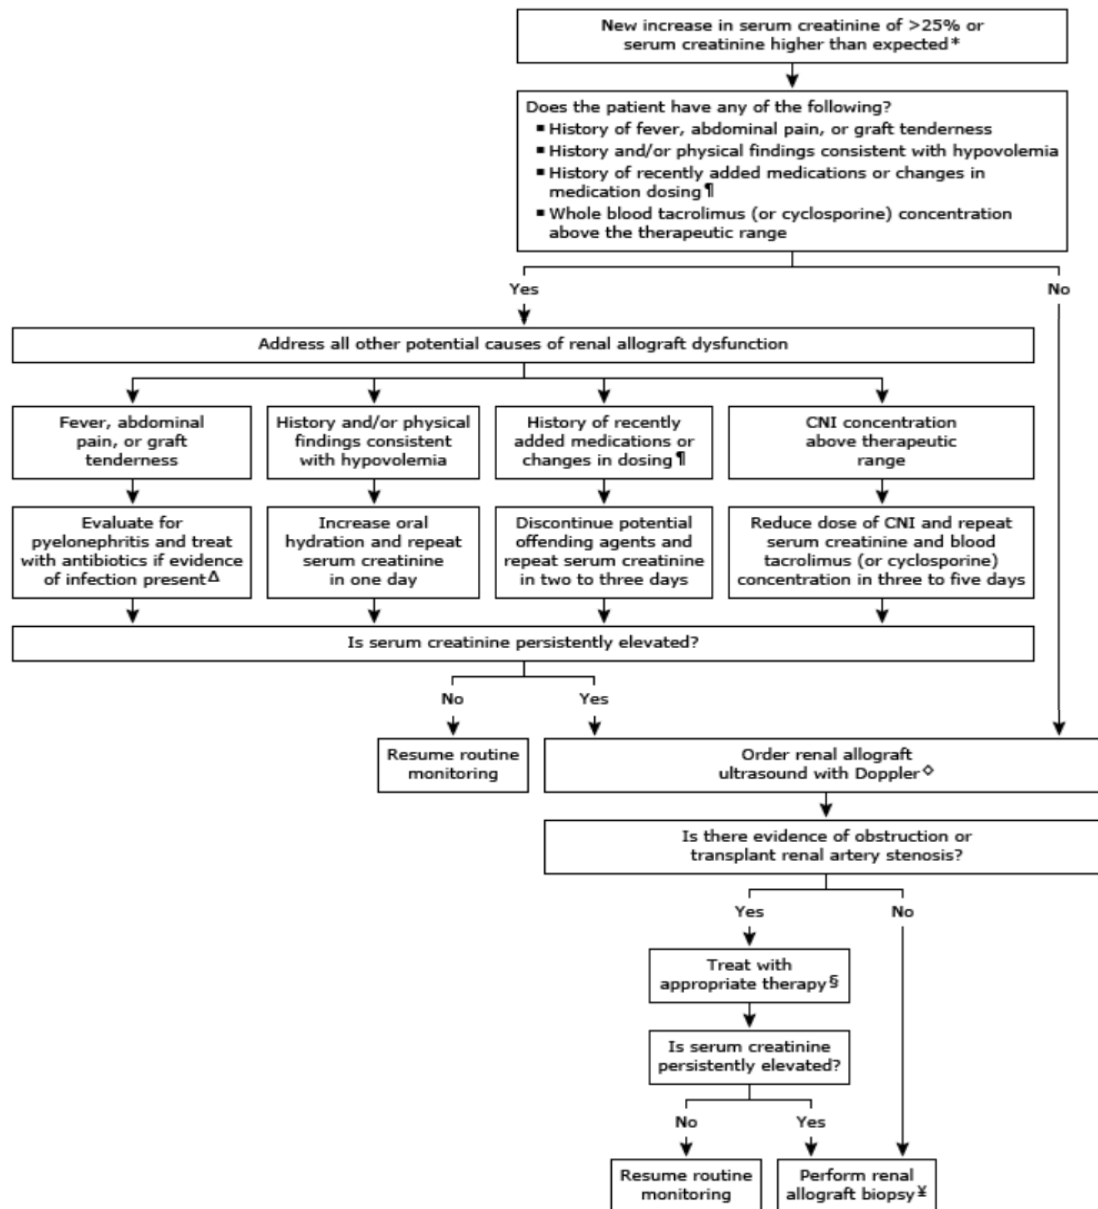 New increase in serum creatinine of >25% or
serum creatinine higher than expected*
Does the patient have any of the following?
▪ History of fever, abdominal pain, or graft tenderness
▪ History and/or physical findings consistent with hypovolemia
▪ History of recently added medications or changes in
medication dosing¶
▪ Whole blood tacrolimus (or cyclosporine) concentration
above the therapeutic range
Yes
No
Address all other potential causes of renal allograft dysfunction
Fever, abdominal
pain, or graft
tenderness
History and/or physical
findings consistent
with hypovolemia
History of recently
added medications or
changes in dosing¶
CNI concentration
above therapeutic
range
Evaluate for
pyelonephritis and treat
with antibiotics if evidence
of infection present Δ
Increase oral
hydration and repeat
serum creatinine
in one day
Discontinue potential
offending agents and
repeat serum creatinine
in two to three days
Reduce dose of CNI and repeat
serum creatinine and blood
tacrolimus (or cyclosporine)
concentration in three to five days
Is serum creatinine persistently elevated?
No
Yes
Resume routine
monitoring
Order renal allograft
ultrasound with Doppler◇
Is there evidence of obstruction or
transplant renal artery stenosis?
Yes
No
Treat with
appropriate therapy§
Is serum creatinine
persistently elevated?
No
Yes
Resume routine
monitoring
Perform renal
allograft biopsy¥